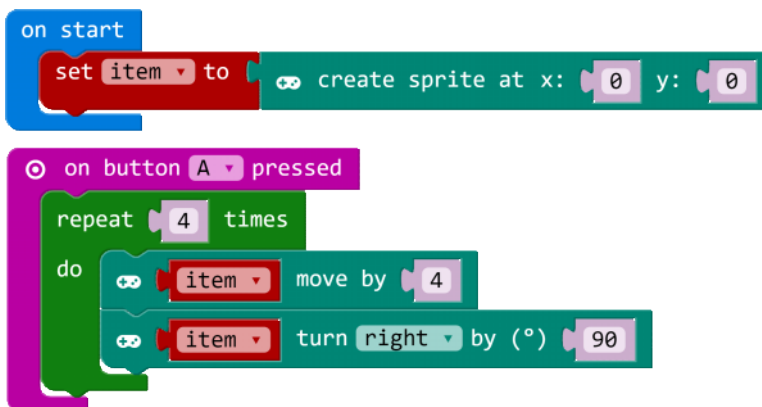 on start
set item to create sprite at x: 0 y: 0
on button A pressed
repeat 4 times
do item move by 4
item turn right by (°) 90